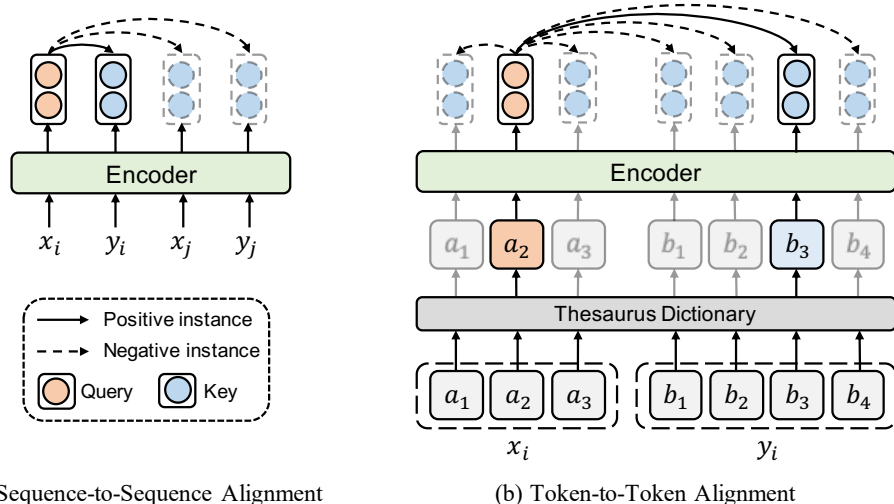 Encoder
x_i y_i x_j y_j
Positive instance
Negative instance
Query Key
Sequence-to-Sequence Alignment
Encoder
a_1 a_2 a_3 b_1 b_2 b_3 b_4
Thesaurus Dictionary
a_1 a_2 a_3 b_1 b_2 b_3 b_4
x_i y_i
(b) Token-to-Token Alignment